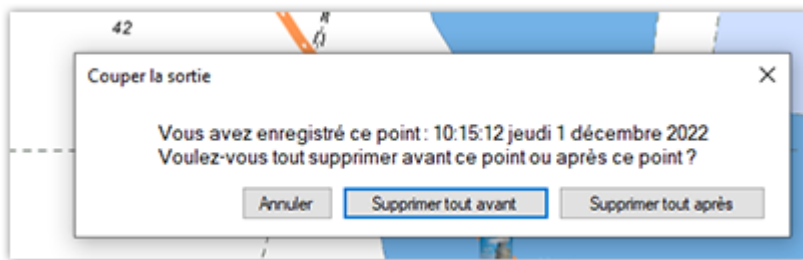 42
Couper la sortie
Vous avez enregistré ce point : 10:15:12 jeudi 1 décembre 2022
Voulez-vous tout supprimer avant ce point ou après ce point ?
Annuler Supprimer tout avant Supprimer tout après